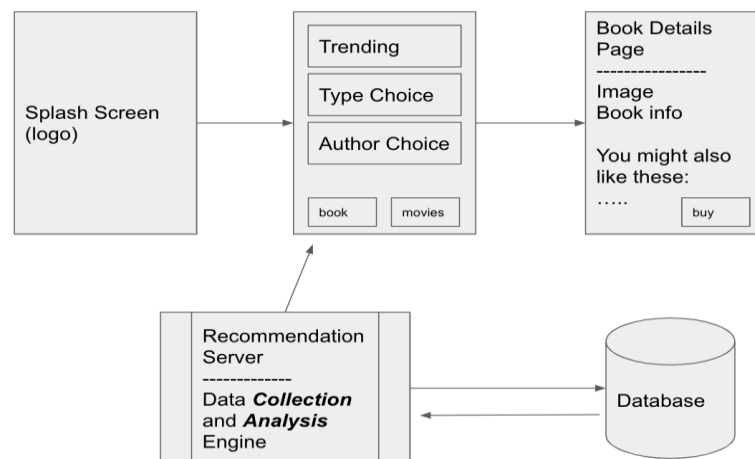 Splash Screen
(logo)
Trending
Type Choice
Author Choice
book
movies
Book Details
Page
----------------
Image
Book info
You might also
like these:
.....
buy
Recommendation
Server
-------------
Data Collection
and Analysis
Engine
Database